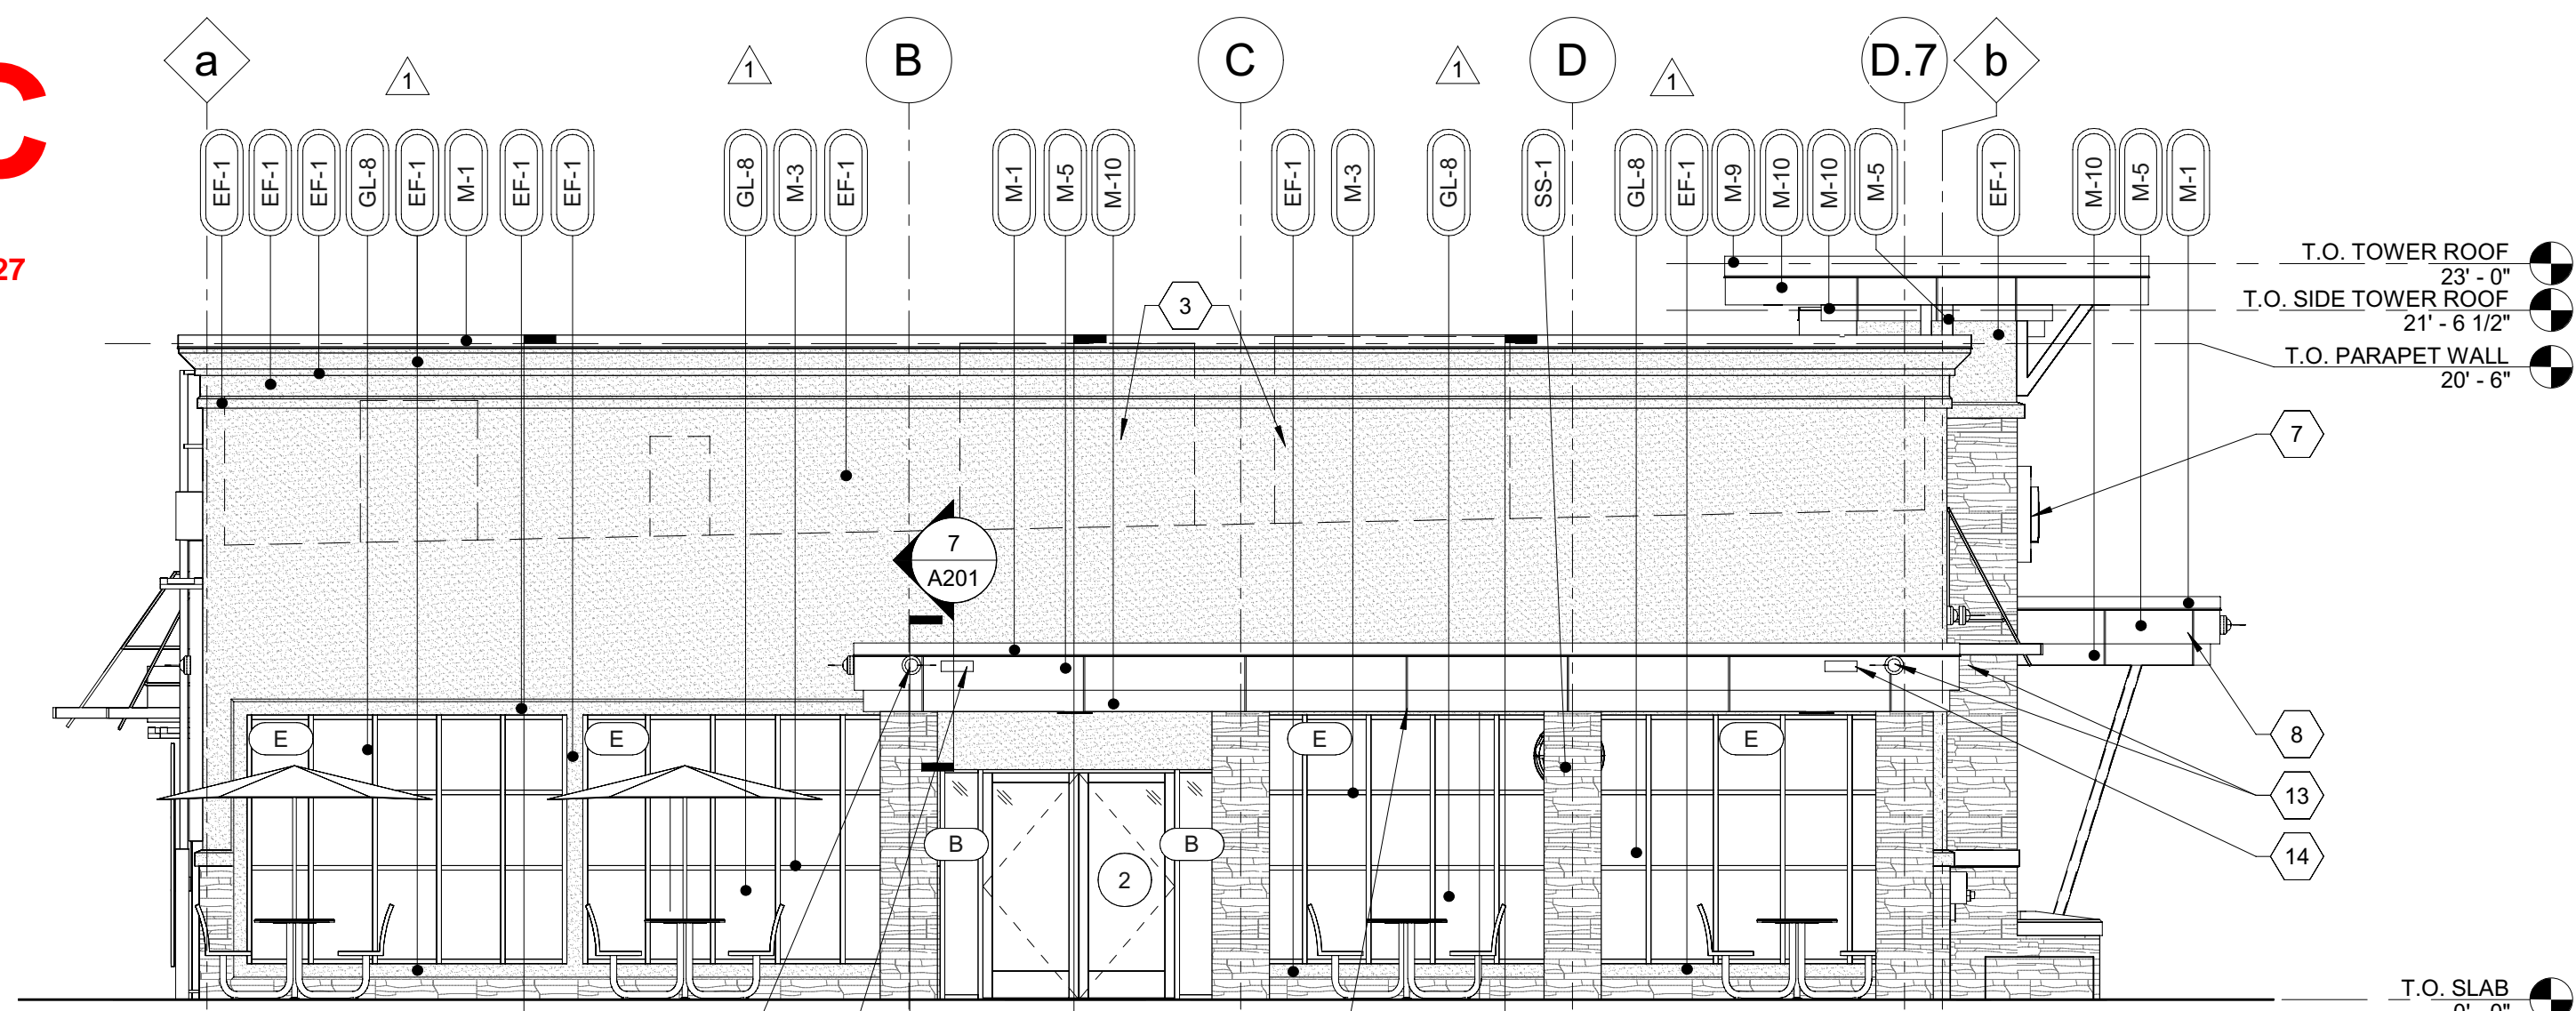 a
1
1
B
C
1
D
1
D.7
b
C
27
EF-1
EF-1
EF-1
GL-8
EF-1
M-1
EF-1
EF-1
GL-8
M-3
EF-1
M-1
M-5
M-10
EF-1
M-3
GL-8
SS-1
GL-8
EF-1
M-9
M-10
M-10
M-5
EF-1
M-10
M-5
M-1
T.O. TOWER ROOF
23' - 0"
T.O. SIDE TOWER ROOF
21' - 6 1/2"
T.O. PARAPET WALL
20' - 6"
3
7
7
A201
E
E
E
E
8
13
14
B
B
2
T.O. SLAB
0' - 0"